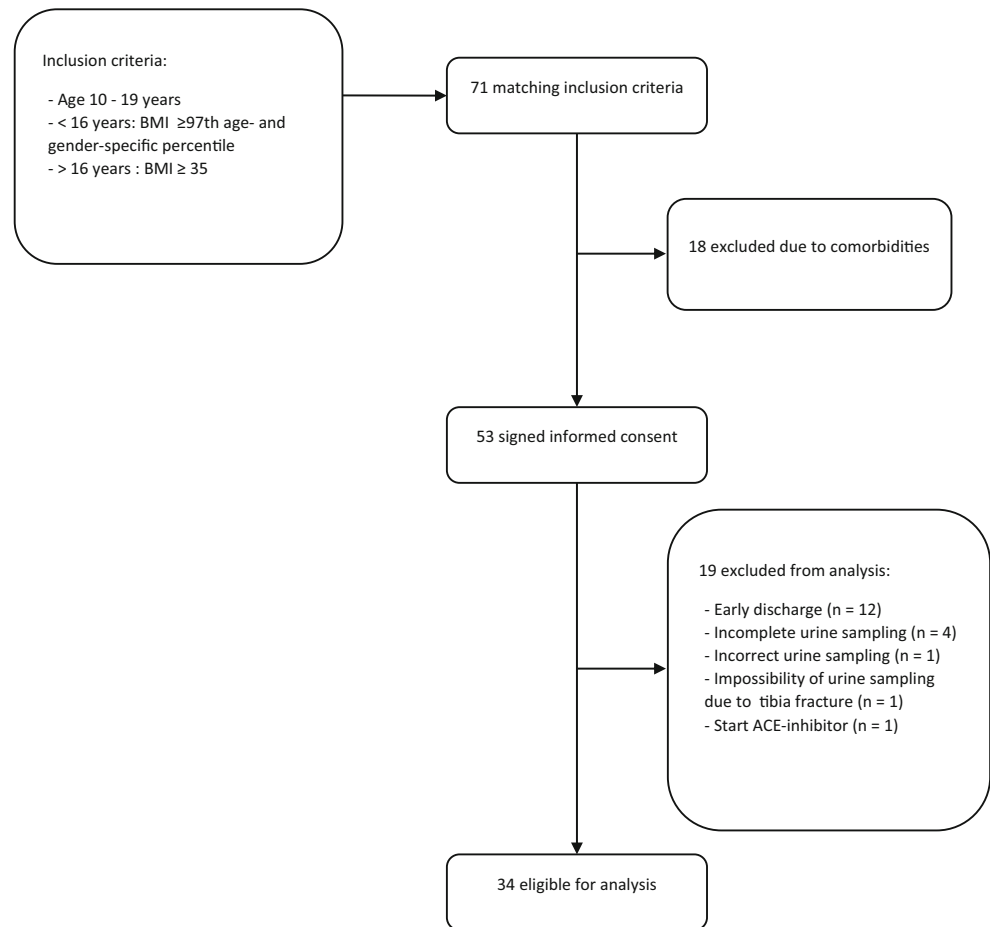 Inclusion criteria:
- Age 10 - 19 years
- < 16 years: BMI ≥97th age- and
gender-specific percentile
- > 16 years : BMI ≥ 35
71 matching inclusion criteria
18 excluded due to comorbidities
53 signed informed consent
19 excluded from analysis:
- Early discharge (n = 12)
- Incomplete urine sampling (n = 4)
- Incorrect urine sampling (n = 1)
- Impossibility of urine sampling
due to tibia fracture (n = 1)
- Start ACE-inhibitor (n = 1)
34 eligible for analysis